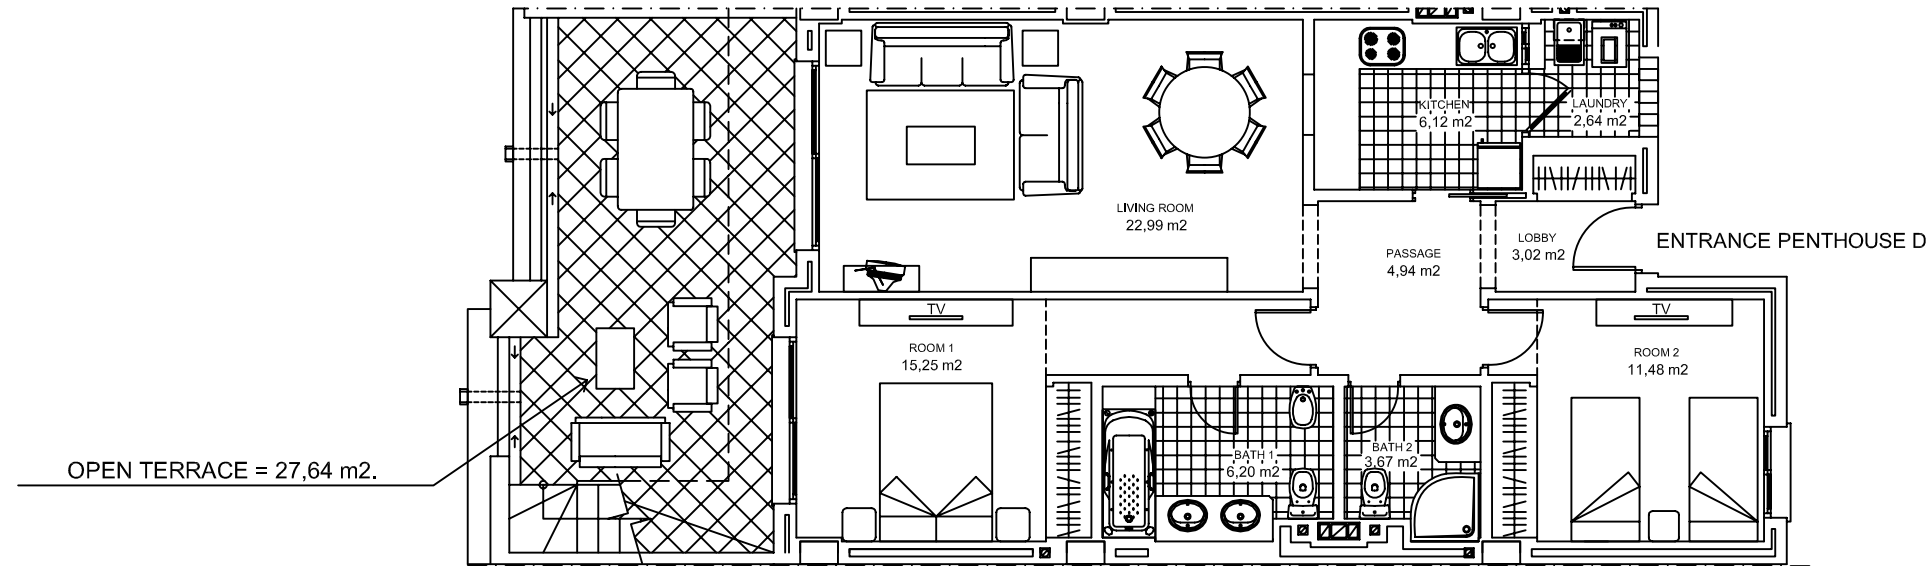 KITCHEN
6,12 m2
LAUNDRY
2,64 m2
LIVING ROOM
22,99 m2
PASSAGE
4,94 m2
LOBBY
3,02 m2
ENTRANCE PENTHOUSE D
TV
ROOM 1
15,25 m2
TV
ROOM 2
11,48 m2
BATH 1
6,20 m2
BATH 2
3,67 m2
OPEN TERRACE = 27,64 m2.